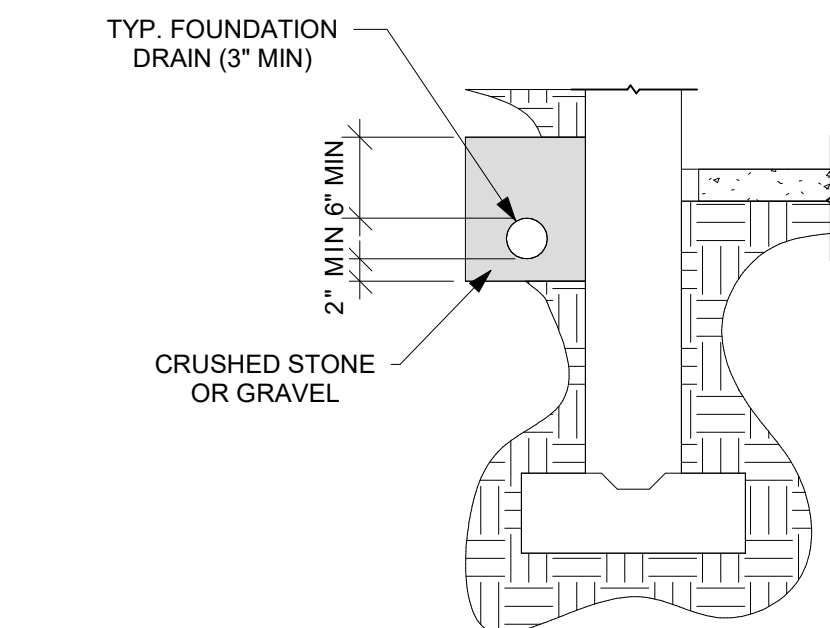 TYP. FOUNDATION
DRAIN (3" MIN)
6" MIN
2" MIN
CRUSHED STONE
OR GRAVEL